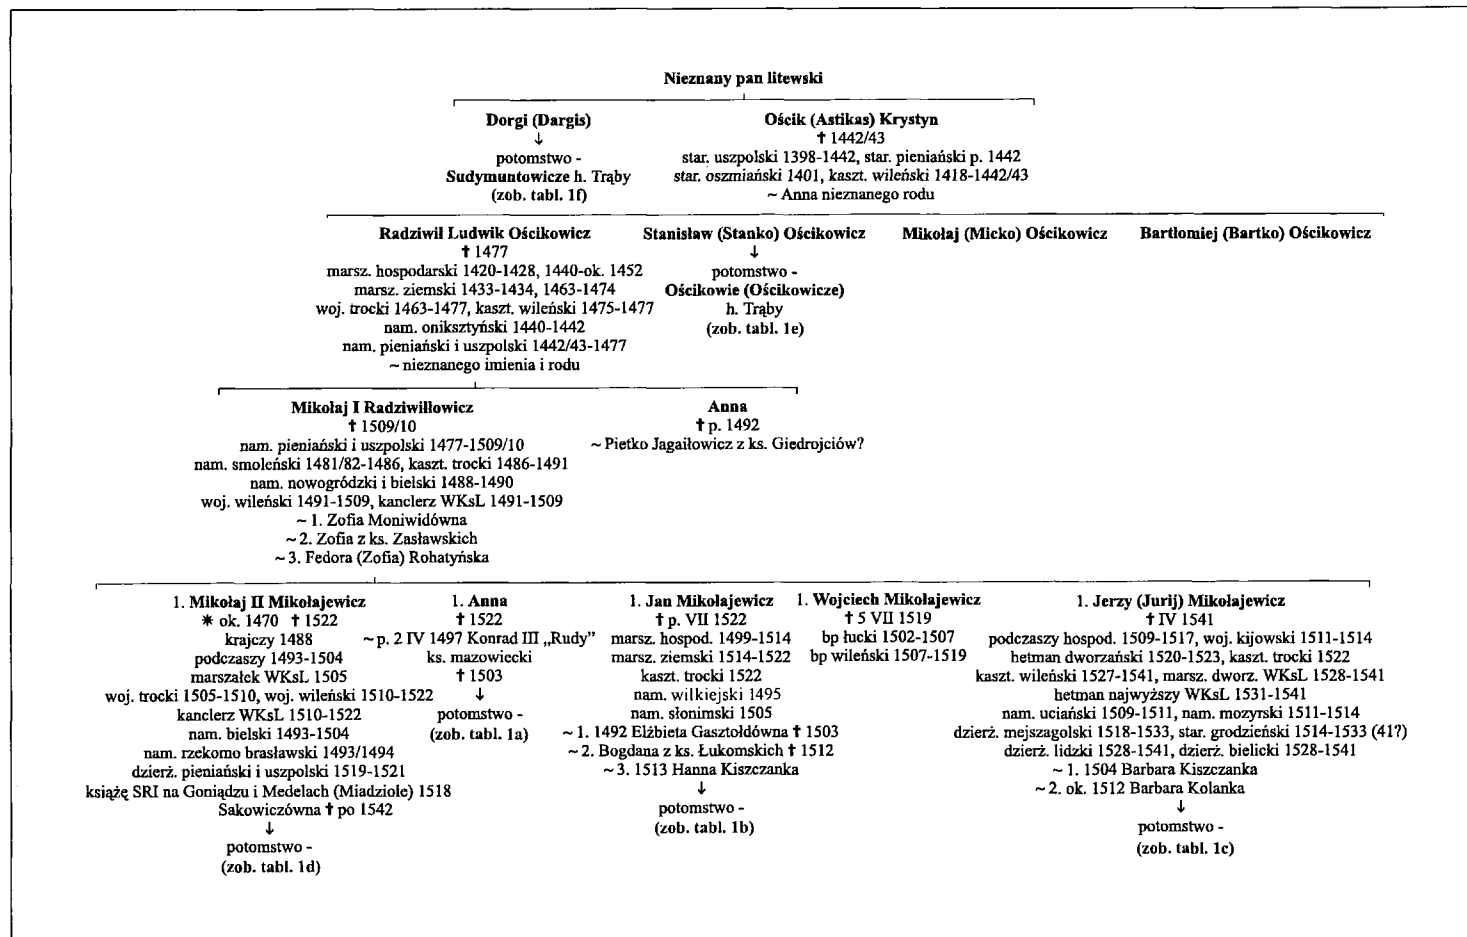 Nieznany pan litewski
Dorgi (Dargis)
↓
potomstwo -
Sudymuntowicze h. Trąby
(zob. tabl. 1f)
Ościk (Astikas) Krystyn
† 1442/43
star. uszpolski 1398-1442, star. pieniański p. 1442
star. oszmiański 1401, kaszt. wileński 1418-1442/43
~ Anna nieznanego rodu
Radziwił Ludwik Ościkowicz
† 1477
marsz. hospodarski 1420-1428, 1440-ok. 1452
marsz. ziemski 1433-1434, 1463-1474
woj. trocki 1463-1477, kaszt. wileński 1475-1477
nam. oniksztyński 1440-1442
nam. pieniański i uszpolski 1442/43-1477
~ nieznanego imienia i rodu
Stanisław (Stanko) Ościkowicz
↓
potomstwo -
Ościkowie (Ościkowicze)
h. Trąby
(zob. tabl. 1e)
Mikołaj (Micko) Ościkowicz
Bartłomiej (Bartko) Ościkowicz
Mikołaj I Radziwiłłowicz
† 1509/10
nam. pieniański i uszpolski 1477-1509/10
nam. smoleński 1481/82-1486, kaszt. trocki 1486-1491
nam. nowogródzki i bielski 1488-1490
woj. wileński 1491-1509, kanclerz WKsL 1491-1509
~ 1. Zofia Moniwidówna
~ 2. Zofia z ks. Zasławskich
~ 3. Fedora (Zofia) Rohatyńska
Anna
† p. 1492
~ Pietko Jagaiłowicz z ks. Giedrojciów?
1. Mikołaj II Mikołajewicz
✶ ok. 1470 † 1522
krajczy 1488
podczaszy 1493-1504
marszałek WKsL 1505
woj. trocki 1505-1510, woj. wileński 1510-1522
kanclerz WKsL 1510-1522
nam. bielski 1493-1504
nam. rzekomo brasławski 1493/1494
dzierż. pieniański i uszpolski 1519-1521
książę SRI na Goniądzu i Medelach (Miadziole) 1518
Sakowiczówna † po 1542
↓
potomstwo -
(zob. tabl. 1d)
1. Anna
† 1522
~ p. 2 IV 1497 Konrad III „Rudy”
ks. mazowiecki
† 1503
↓
potomstwo -
(zob. tabl. 1a)
1. Jan Mikołajewicz
† p. VII 1522
marsz. hospod. 1499-1514
marsz. ziemski 1514-1522
kaszt. trocki 1522
nam. wilkiejski 1495
nam. słonimski 1505
~ 1. 1492 Elżbieta Gasztołdówna † 1503
~ 2. Bogdana z ks. Łukomskich † 1512
~ 3. 1513 Hanna Kiszczanka
↓
potomstwo -
(zob. tabl. 1b)
1. Wojciech Mikołajewicz
† 5 VII 1519
bp łucki 1502-1507
bp wileński 1507-1519
1. Jerzy (Jurij) Mikołajewicz
† IV 1541
podczaszy hospod. 1509-1517, woj. kijowski 1511-1514
hetman dworzański 1520-1523, kaszt. trocki 1522
kaszt. wileński 1527-1541, marsz. dworz. WKsL 1528-1541
hetman najwyższy WKsL 1531-1541
nam. uciański 1509-1511, nam. mozyrski 1511-1514
dzierż. mejszagolski 1518-1533, star. grodzieński 1514-1533 (41?)
dzierż. lidzki 1528-1541, dzierż. bielicki 1528-1541
~ 1. 1504 Barbara Kiszczanka
~ 2. ok. 1512 Barbara Kolanka
↓
potomstwo -
(zob. tabl. 1c)